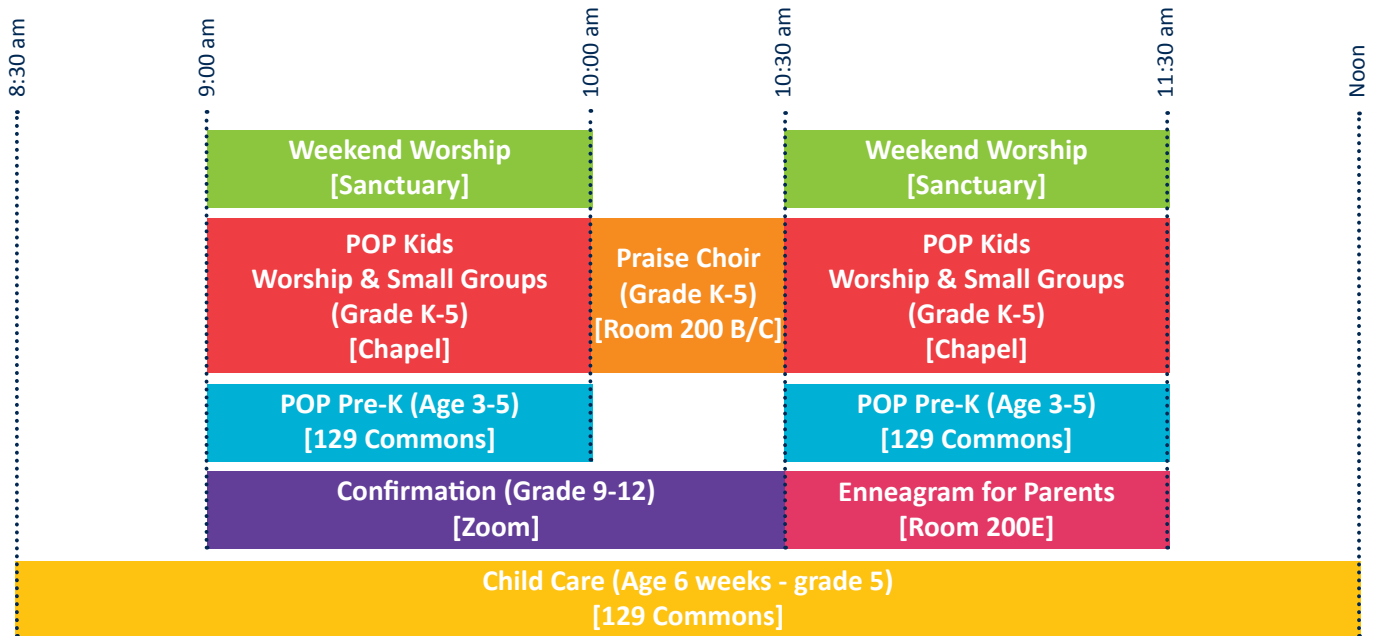 8:30 am
9:00 am
10:00 am
10:30 am
11:30 am
Noon
Weekend Worship
[Sanctuary]
Weekend Worship
[Sanctuary]
POP Kids
Worship & Small Groups
(Grade K-5)
[Chapel]
Praise Choir
(Grade K-5)
[Room 200 B/C]
POP Kids
Worship & Small Groups
(Grade K-5)
[Chapel]
POP Pre-K (Age 3-5)
[129 Commons]
POP Pre-K (Age 3-5)
[129 Commons]
Confirmation (Grade 9-12)
[Zoom]
Enneagram for Parents
[Room 200E]
Child Care (Age 6 weeks - grade 5)
[129 Commons]